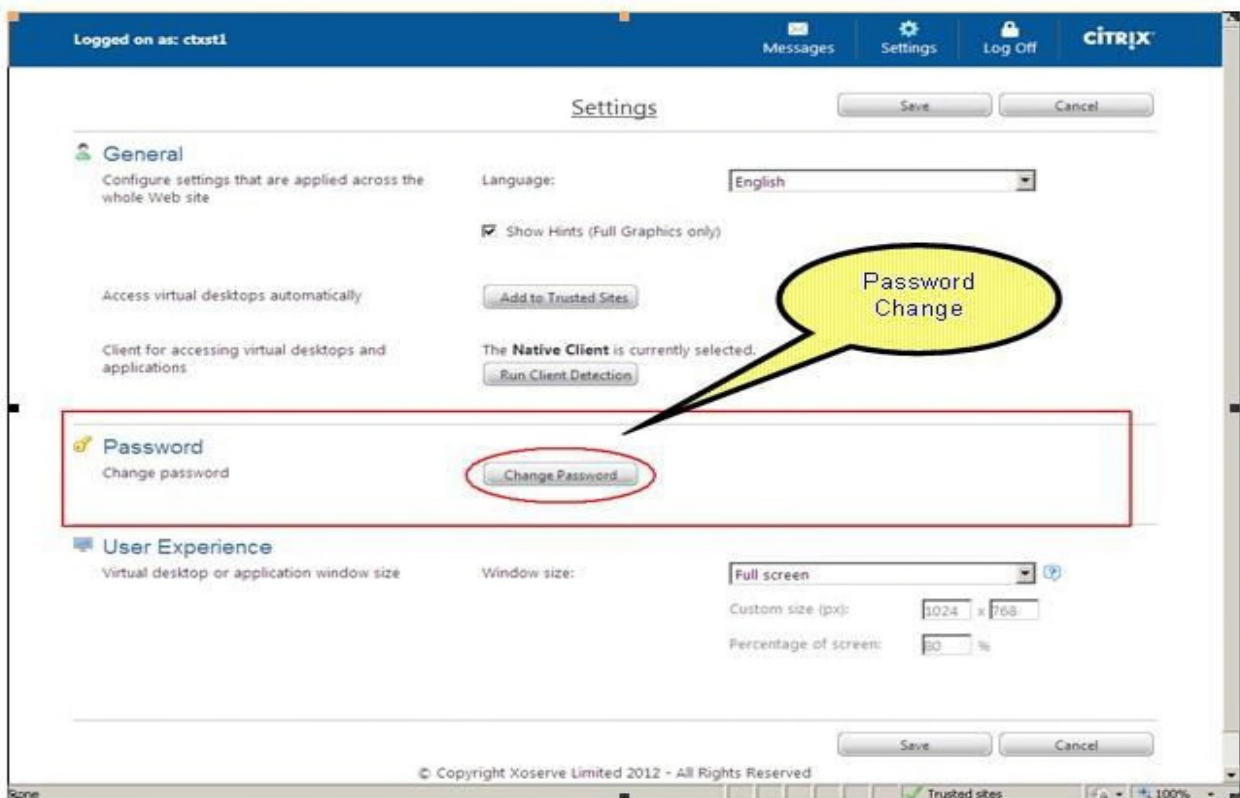 Logged on as: ctxst1
Messages
Settings
Log Off
CİTRIX
Settings
Save
Cancel
General
Configure settings that are applied across the
whole Web site
Language:
English
Show Hints (Full Graphics only)
Password
Change
Access virtual desktops automatically
Add to Trusted Sites
Client for accessing virtual desktops and
applications
The Native Client is currently selected.
Run Client Detection
Password
Change password
Change Password
User Experience
Virtual desktop or application window size
Window size:
Full screen
Custom size (px):
1024 x 768
Percentage of screen:
80 %
Save
Cancel
© Copyright Xoserve Limited 2012 - All Rights Reserved
Done
Trusted sites
100%